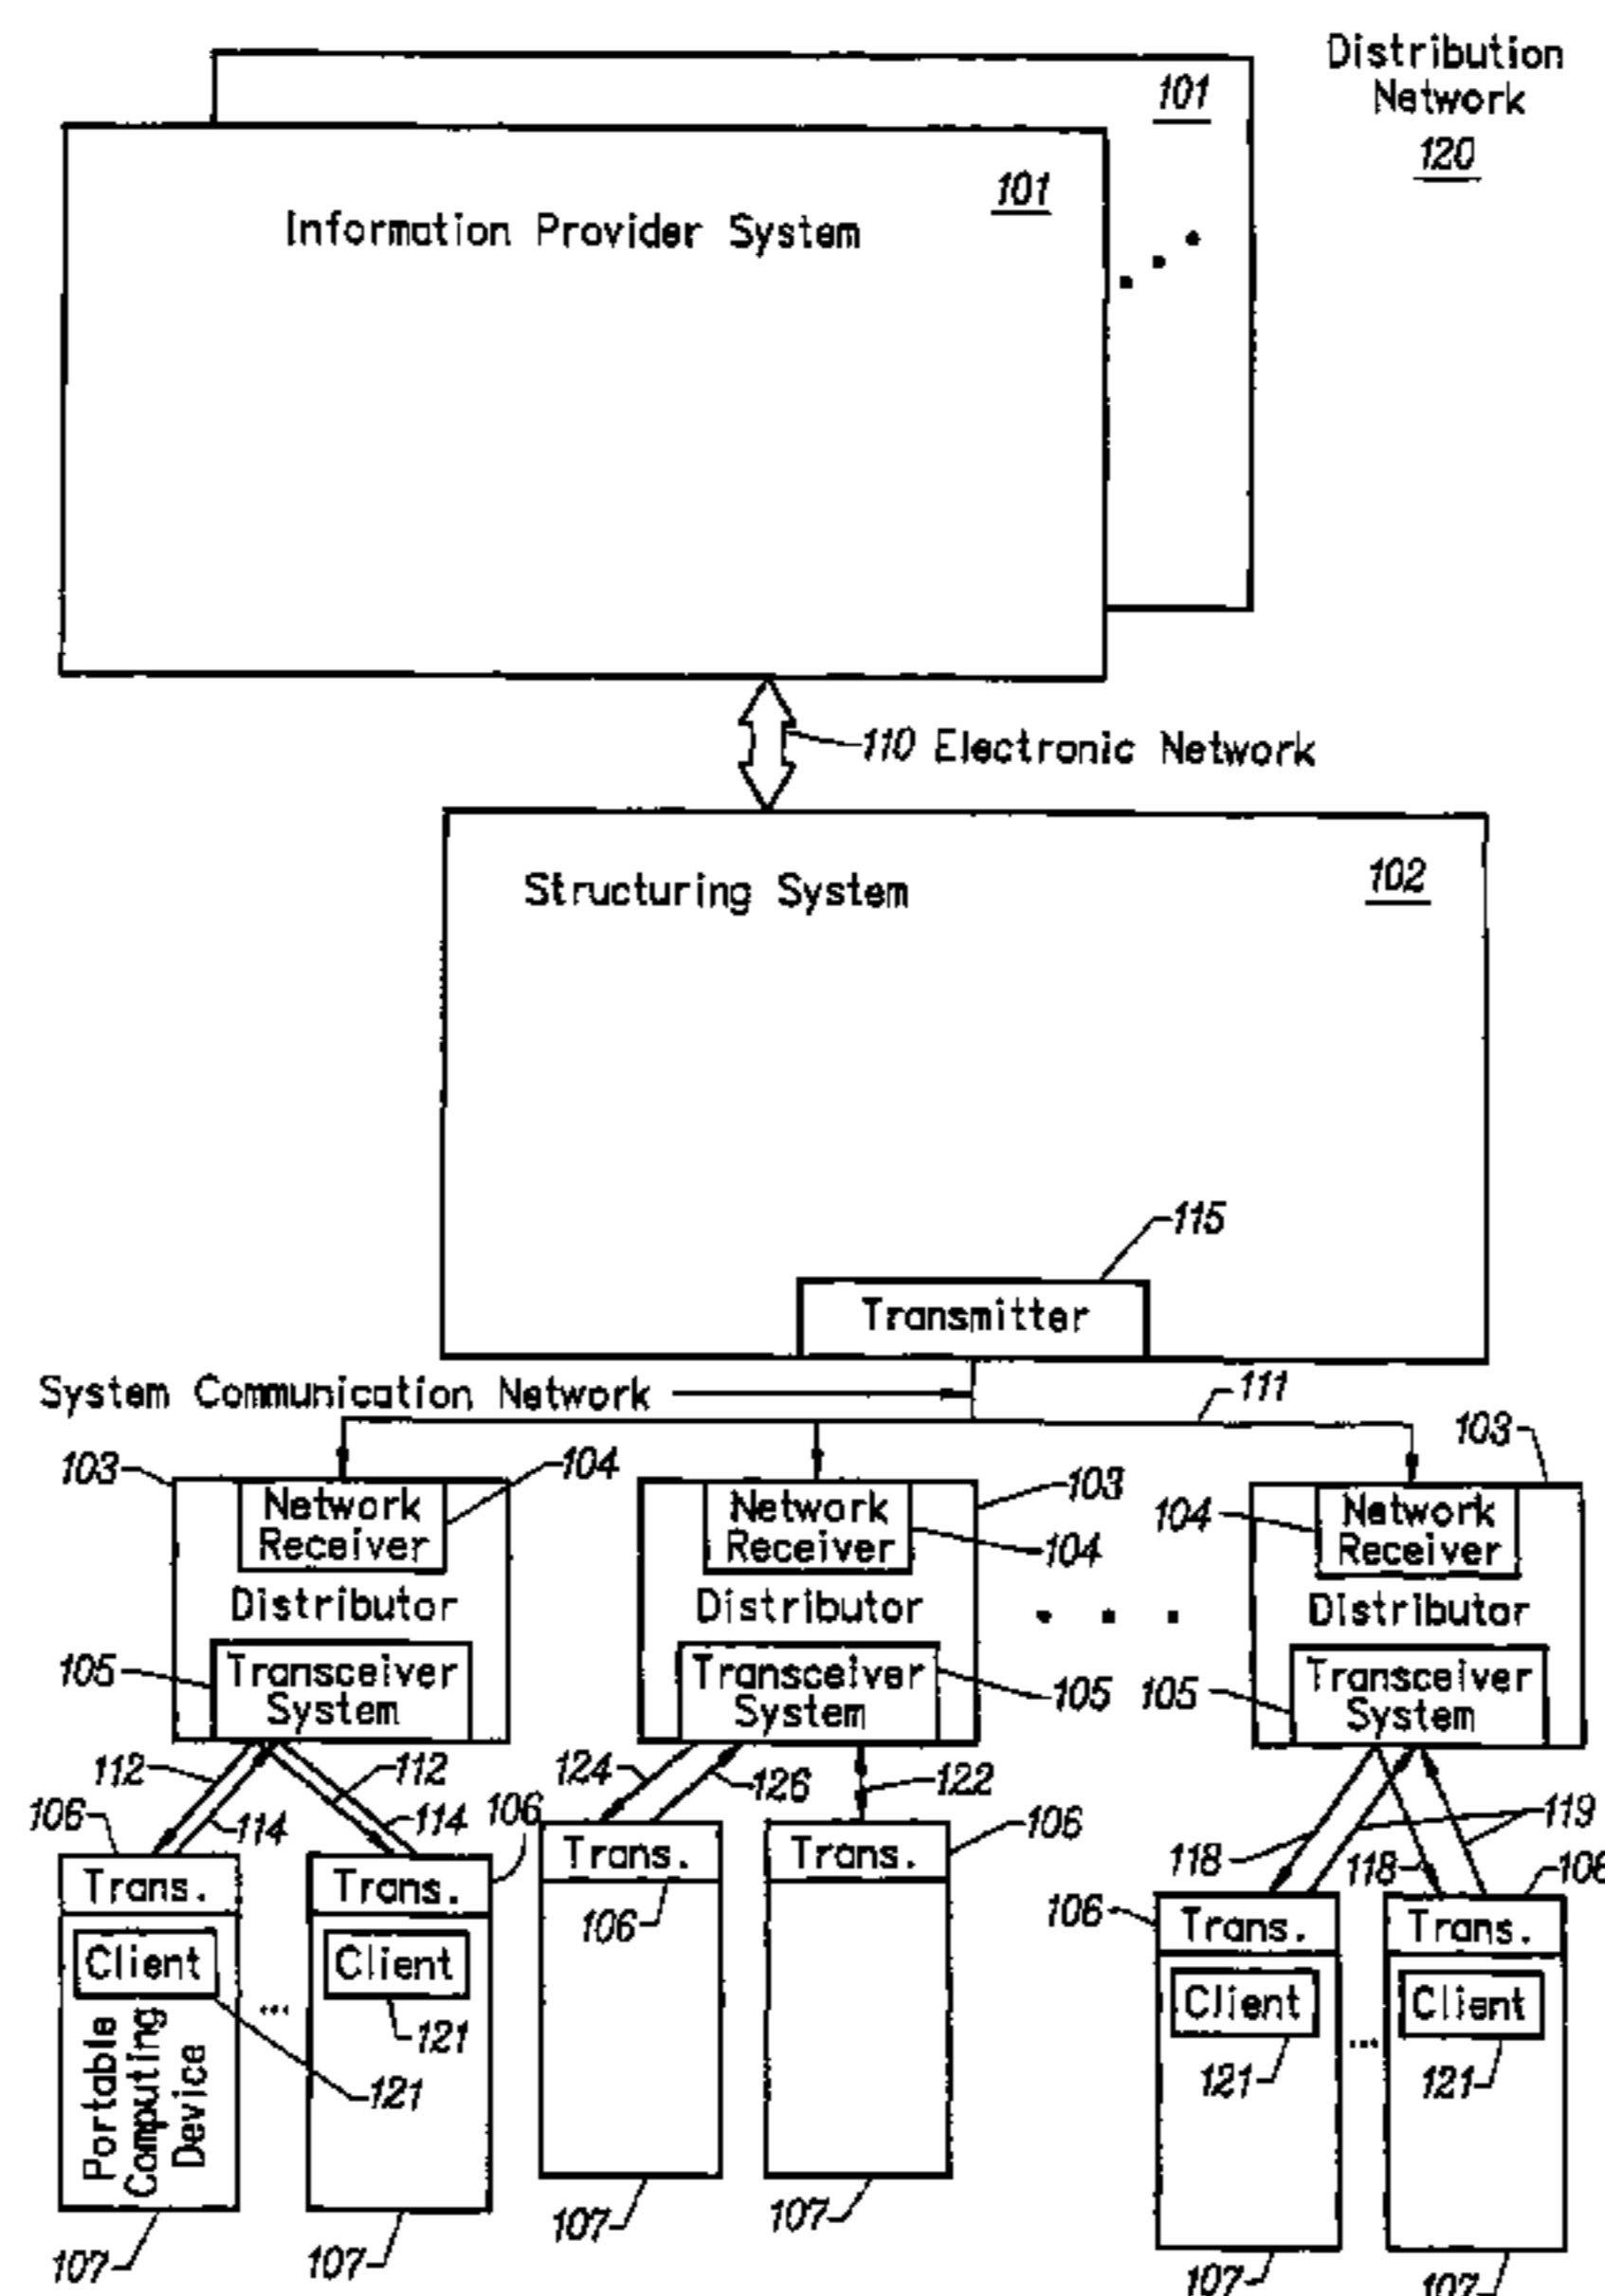 Distribution
Network
120
101
101
Information Provider System
110 Electronic Network
Structuring System
102
115
Transmitter
System Communication Network
111
103
104
103
104
104
103
Network
Receiver
Network
Receiver
Network
Receiver
Distributor
Distributor
. . .
Distributor
105
Transceiver
System
Transceiver
System
105
105
Transceiver
System
112
112
124
126
122
106
114
114
106
106
118
118
119
106
106
Trans.
Trans.
Trans.
106
Trans.
Trans.
Trans.
Client
...
Client
Client
...
Client
121
121
121
121
Portable
Computing
Device
107
107
107
107
107
107